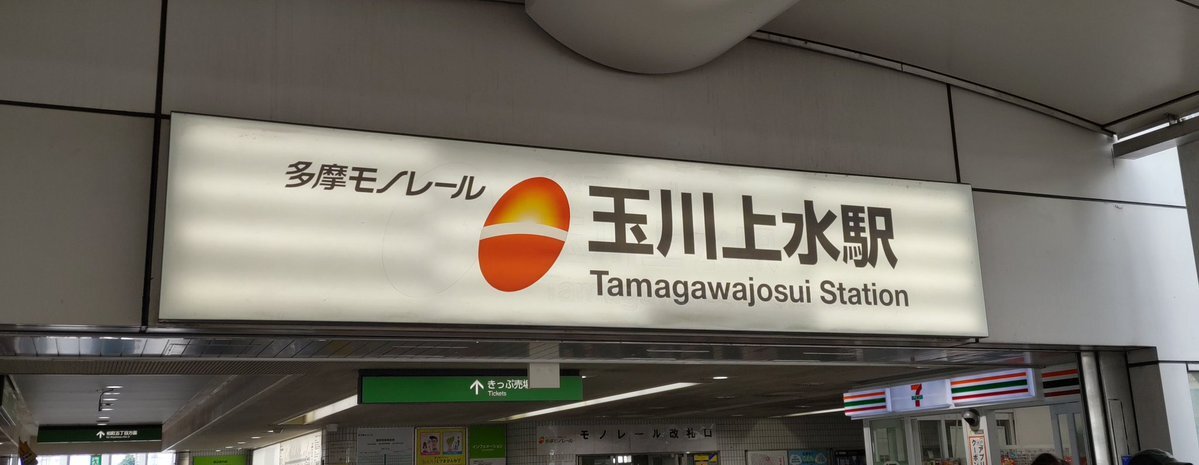 多摩モノレール
玉川上水駅
Tamagawajosui Station
↑ きっぷ売場
Tickets
モノレール改札口
7